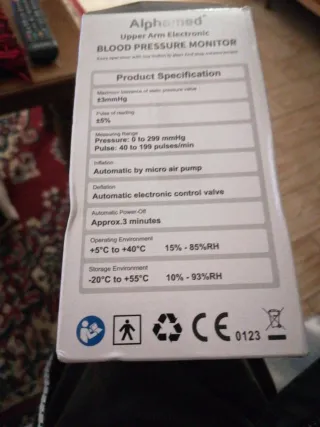 Alphamed
Upper Arm Electronic
BLOOD PRESSURE MONITOR
Product Specification
Maximum tolerance of static pressure value
±3mmHg
Pulse of reading
±5%
Measuring Range
Pressure: 0 to 299 mmHg
Pulse: 40 to 199 pulses/min
Inflation
Automatic by micro air pump
Deflation
Automatic electronic control valve
Automatic Power-Off
Approx.3 minutes
Operating Environment
+5°C to +40°C 15% - 85%RH
Storage Environment
-20°C to +55°C 10% - 93%RH
CE 0123